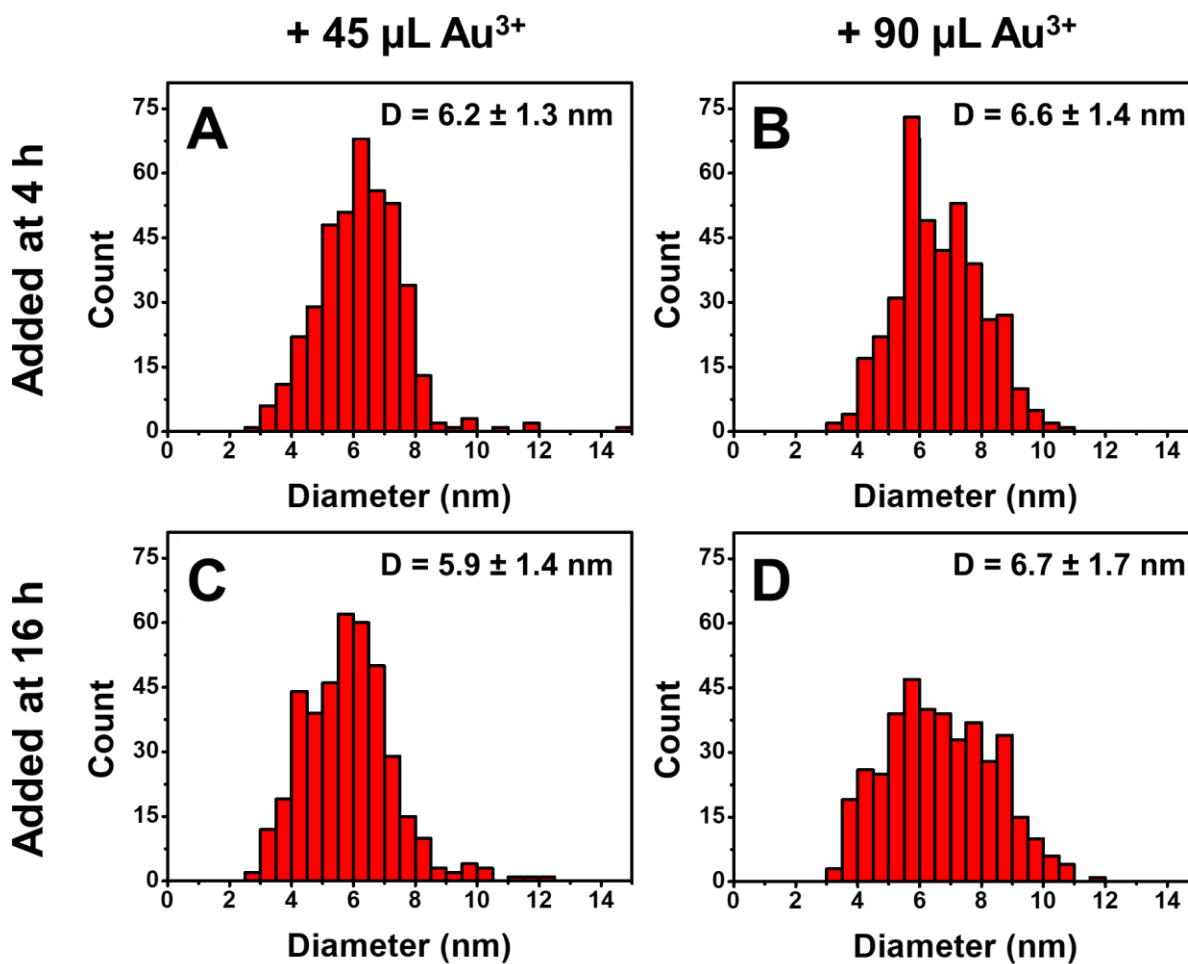 + 45 µL Au³⁺
+ 90 µL Au³⁺
Added at 4 h
A
D = 6.2 ± 1.3 nm
75
60
45
30
15
0
Count
0 2 4 6 8 10 12 14
Diameter (nm)
B
D = 6.6 ± 1.4 nm
75
60
45
30
15
0
Count
0 2 4 6 8 10 12 14
Diameter (nm)
Added at 16 h
C
D = 5.9 ± 1.4 nm
75
60
45
30
15
0
Count
0 2 4 6 8 10 12 14
Diameter (nm)
D
D = 6.7 ± 1.7 nm
75
60
45
30
15
0
Count
0 2 4 6 8 10 12 14
Diameter (nm)